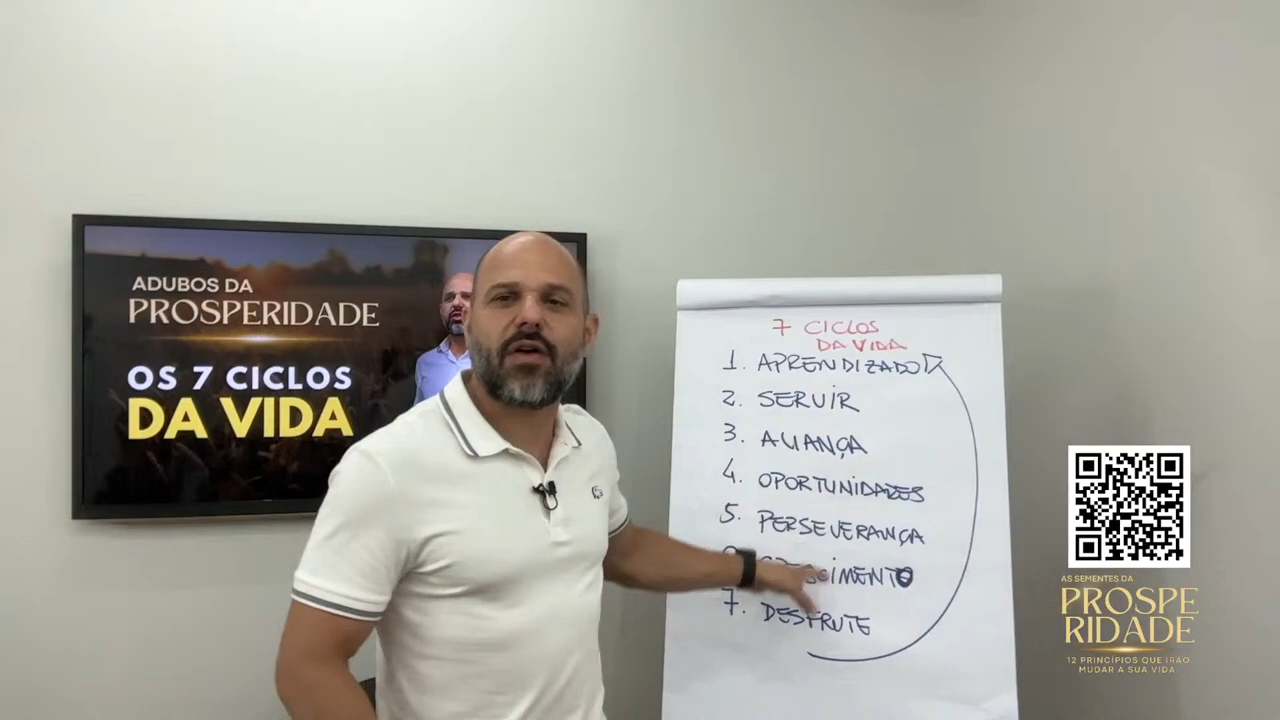 ADUBOS DA
PROSPERIDADE
OS 7 CICLOS
DA VIDA
7 CICLOS
DA VIDA
1. APRENDIZADO
2. SERVIR
3. ALIANÇA
4. OPORTUNIDADES
5. PERSEVERANÇA
7. DESFRUTE
AS SEMENTES DA
PROSPE
RIDADE
12 PRINCÍPIOS QUE IRÃO
MUDAR A SUA VIDA.